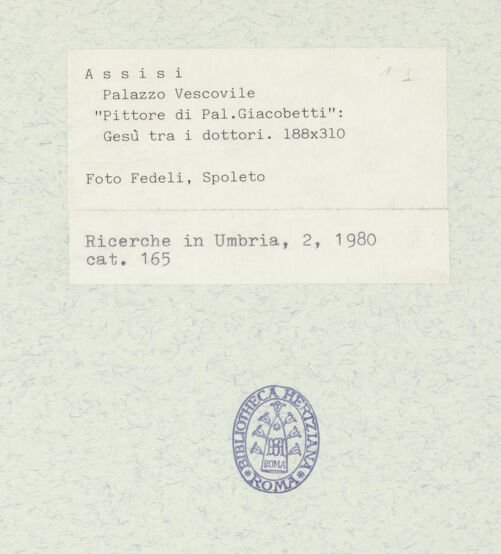 A s s i s i
Palazzo Vescovile
"Pittore di Pal.Giacobetti":
Gesù tra i dottori. 188x310
Foto Fedeli, Spoleto
Ricerche in Umbria, 2, 1980
cat. 165
BIBLIOTHECA HERTZIANA
ROMA
ROMA